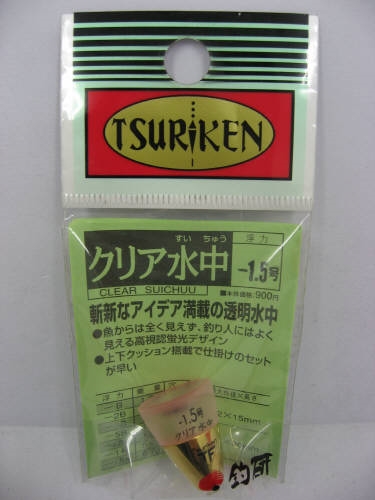 TSURiKEN
すい ちゅう
浮力
クリア水中
-1.5号
CLEAR SUICHUU
■本体価格:900円
斬新なアイデア満載の透明水中
●魚からは全く見えず、釣り人にはよく
見える高視認蛍光デザイン
●上下クッション搭載で仕掛けのセット
が早い
浮力
B
2B
-1.5号
クリア水中
釣研